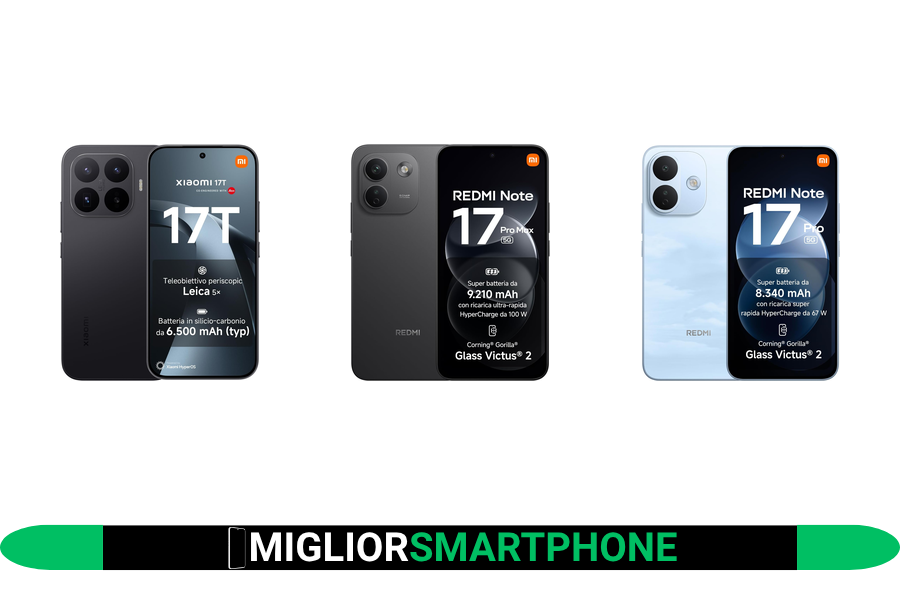 mi
xiaomi 17T
17T
Teleobiettivo periscopic
Leica 5×
Batteria in silicio-carbonio
da 6.500 mAh (typ)
Xiaomi HyperOS
mi
REDMI Note
17 Pro Max
5G
Super batteria da
9.210 mAh
con ricarica ultra-rapida
HyperCharge da 100 W
Corning® Gorilla®
Glass Victus® 2
REDMI
mi
REDMI Note
17 Pro
5G
Super batteria da
8.340 mAh
con ricarica super
rapida HyperCharge da 67 W
Corning® Gorilla®
Glass Victus® 2
REDMI
MIGLIORSMARTPHONE